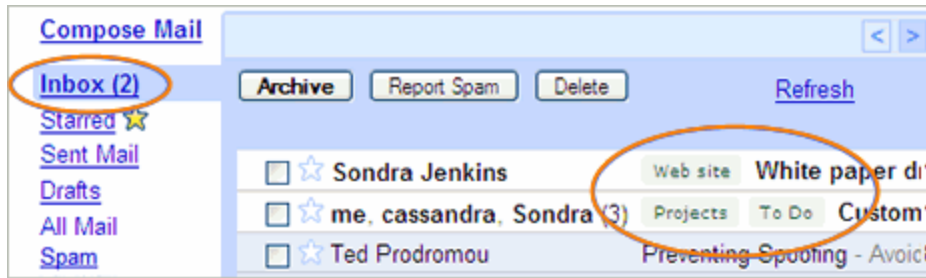 Compose Mail
< >
Inbox (2)
Archive Report Spam Delete Refresh
Starred
Sent Mail
Drafts
All Mail
Spam
Sondra Jenkins Web site White paper
me, cassandra, Sondra (3) Projects To Do Custom
Ted Prodromou Preventing Spoofing - Avoid